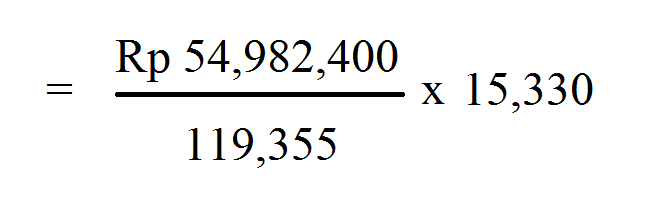 Rp 54,982,400
= x 15,330
119,355